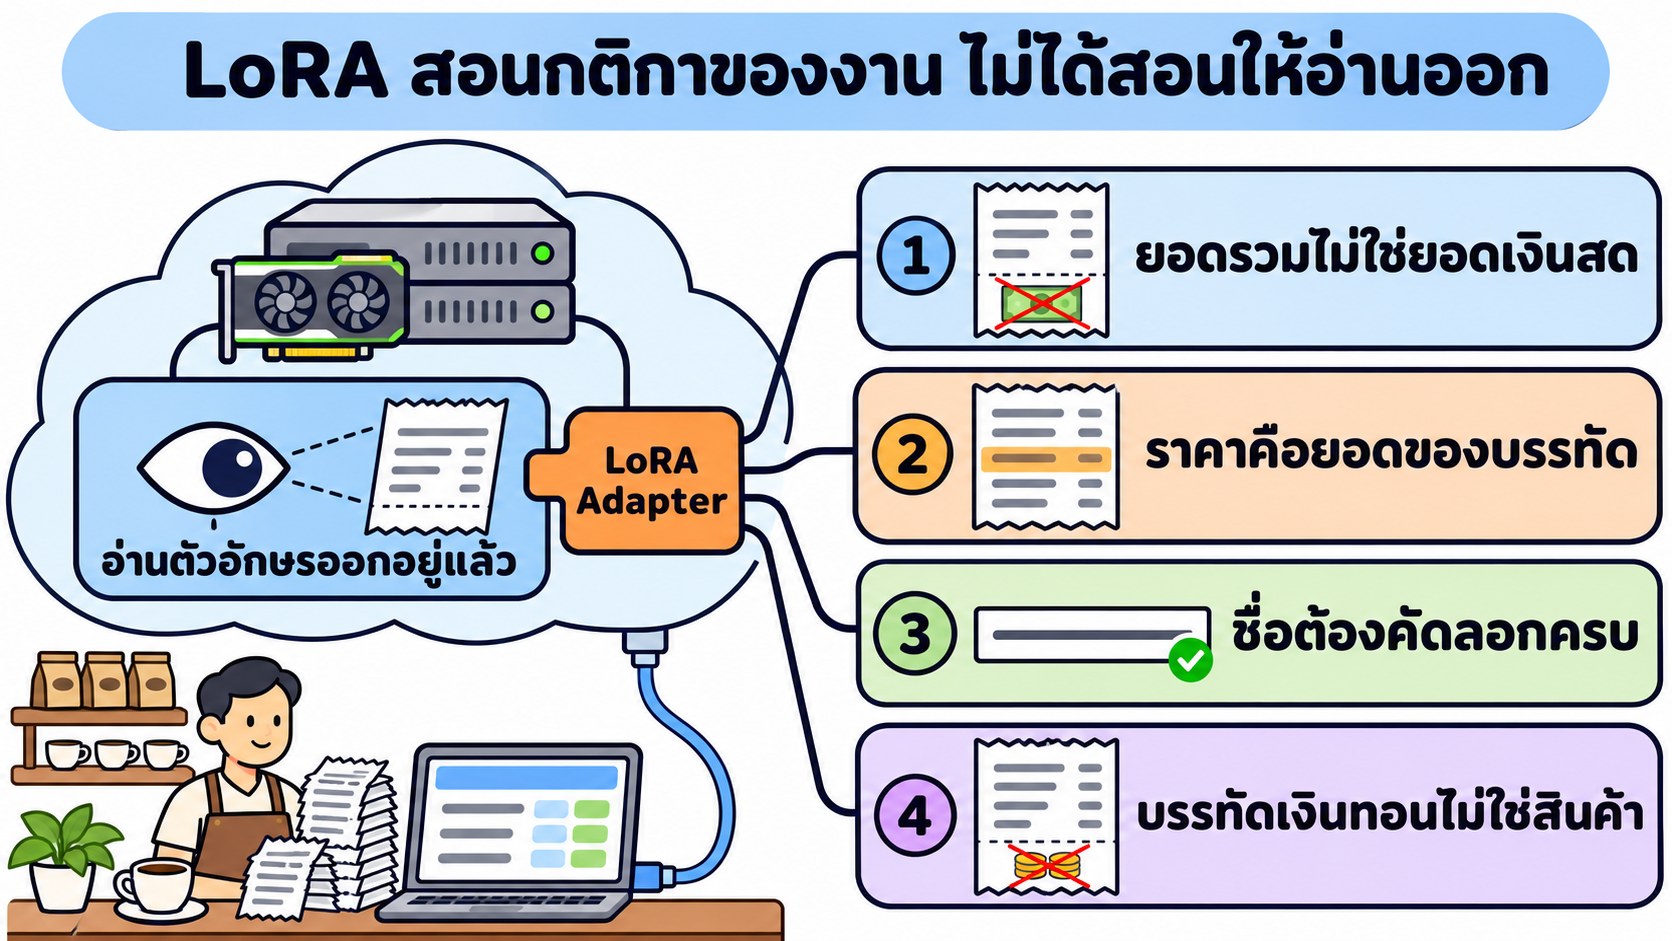 LoRA สอนกติกาของงาน ไม่ได้สอนให้อ่านออก
อ่านตัวอักษรออกอยู่แล้ว
LoRA
Adapter
1
ยอดรวมไม่ใช่ยอดเงินสด
2
ราคาคือยอดของบรรทัด
3
ชื่อต้องคัดลอกครบ
4
บรรทัดเงินทอนไม่ใช่สินค้า